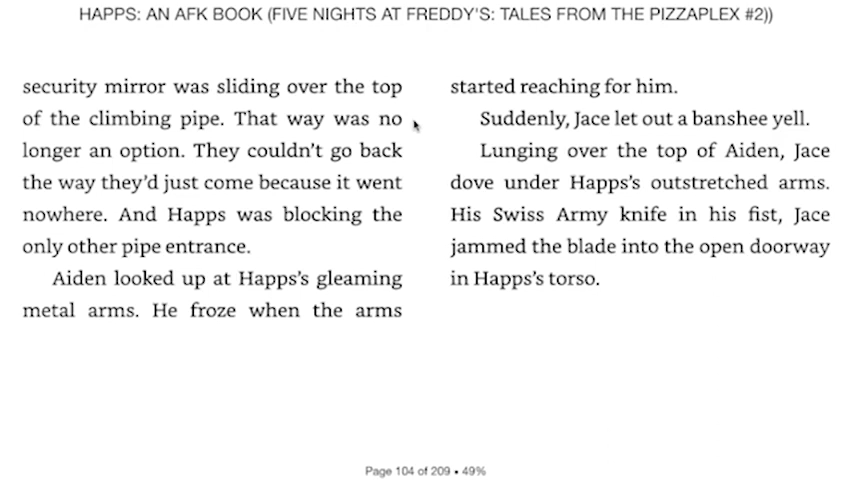 HAPPS: AN AFK BOOK (FIVE NIGHTS AT FREDDY'S: TALES FROM THE PIZZAPLEX #2))
security mirror was sliding over the top
of the climbing pipe. That way was no
longer an option. They couldn't go back
the way they'd just come because it went
nowhere. And Happs was blocking the
only other pipe entrance.
Aiden looked up at Happs's gleaming
metal arms. He froze when the arms
started reaching for him.
Suddenly, Jace let out a banshee yell.
Lunging over the top of Aiden, Jace
dove under Happs's outstretched arms.
His Swiss Army knife in his fist, Jace
jammed the blade into the open doorway
in Happs's torso.
Page 104 of 209 • 49%